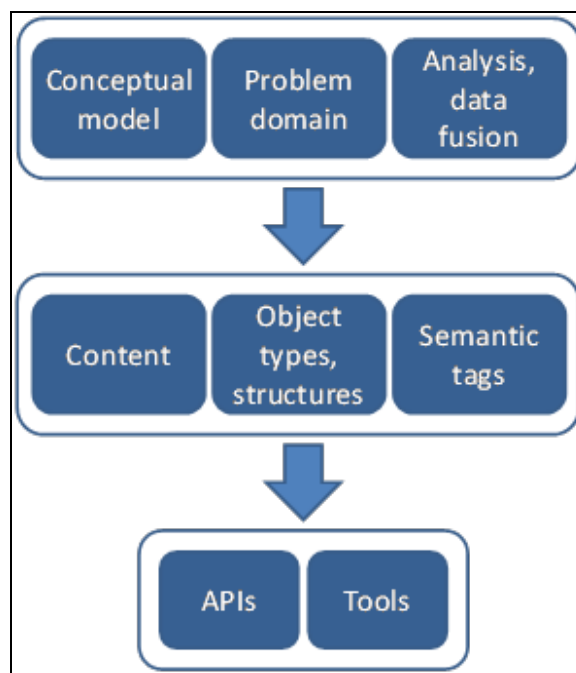 Conceptual
model
Problem
domain
Analysis,
data
fusion
Content
Object
types,
structures
Semantic
tags
APIs
Tools